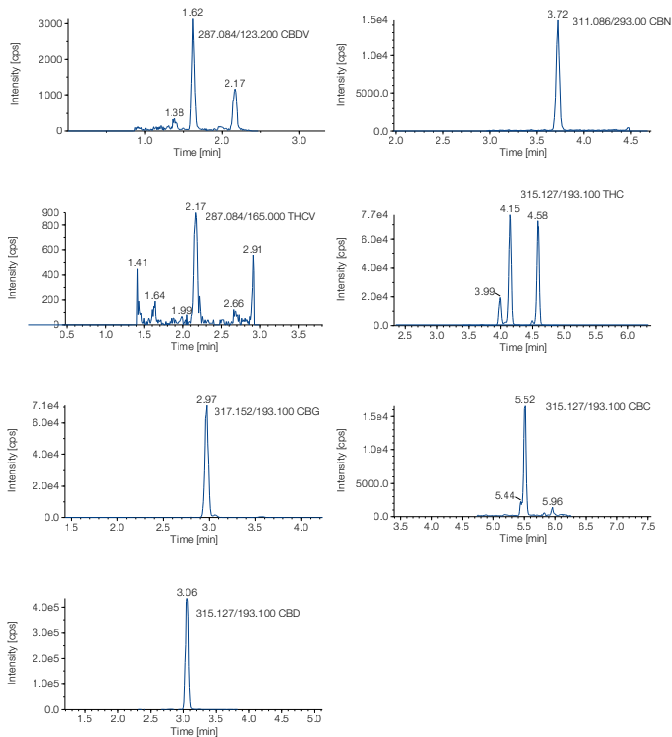 1.62
287.084/123.200 CBDV
2.17
1.38
3000
2000
1000
0
Intensity [cps]
1.0
2.0
3.0
Time [min]
3.72
311.086/293.00 CBN
1.5e4
1.0e4
5000.0
0.0
Intensity [cps]
2.0
2.5
3.0
3.5
4.0
4.5
Time [min]
2.17
287.084/165.000 THCV
1.41
1.64
1.99
2.66
2.91
900
800
600
400
200
0
Intensity [cps]
0.5
1.0
1.5
2.0
2.5
3.0
3.5
Time [min]
315.127/193.100 THC
4.15
4.58
3.99
7.7e4
6.0e4
4.0e4
2.0e4
0.0
Intensity [cps]
2.5
3.0
3.5
4.0
4.5
5.0
5.5
6.0
Time [min]
2.97
317.152/193.100 CBG
7.1e4
6.0e4
4.0e4
2.0e4
0.0
Intensity [cps]
1.5
2.0
2.5
3.0
3.5
4.0
Time [min]
5.52
315.127/193.100 CBC
5.44
5.96
1.5e4
1.0e4
5000.0
0.0
Intensity [cps]
3.5
4.0
4.5
5.0
5.5
6.0
6.5
7.0
7.5
Time [min]
3.06
315.127/193.100 CBD
4.0e5
3.0e5
2.0e5
1.0e5
0.0
Intensity [cps]
1.5
2.0
2.5
3.0
3.5
4.0
4.5
5.0
Time [min]